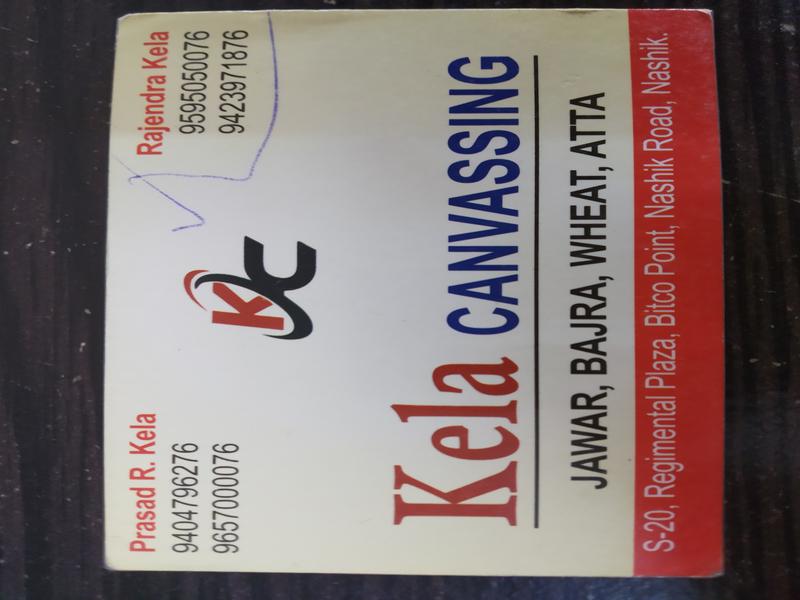 Prasad R. Kela
9404796276
9657000076
Rajendra Kela
9595050076
9423971876
KC
Kela CANVASSING
JAWAR, BAJRA, WHEAT, ATTA
S-20, Regimental Plaza, Bitco Point, Nashik Road, Nashik.